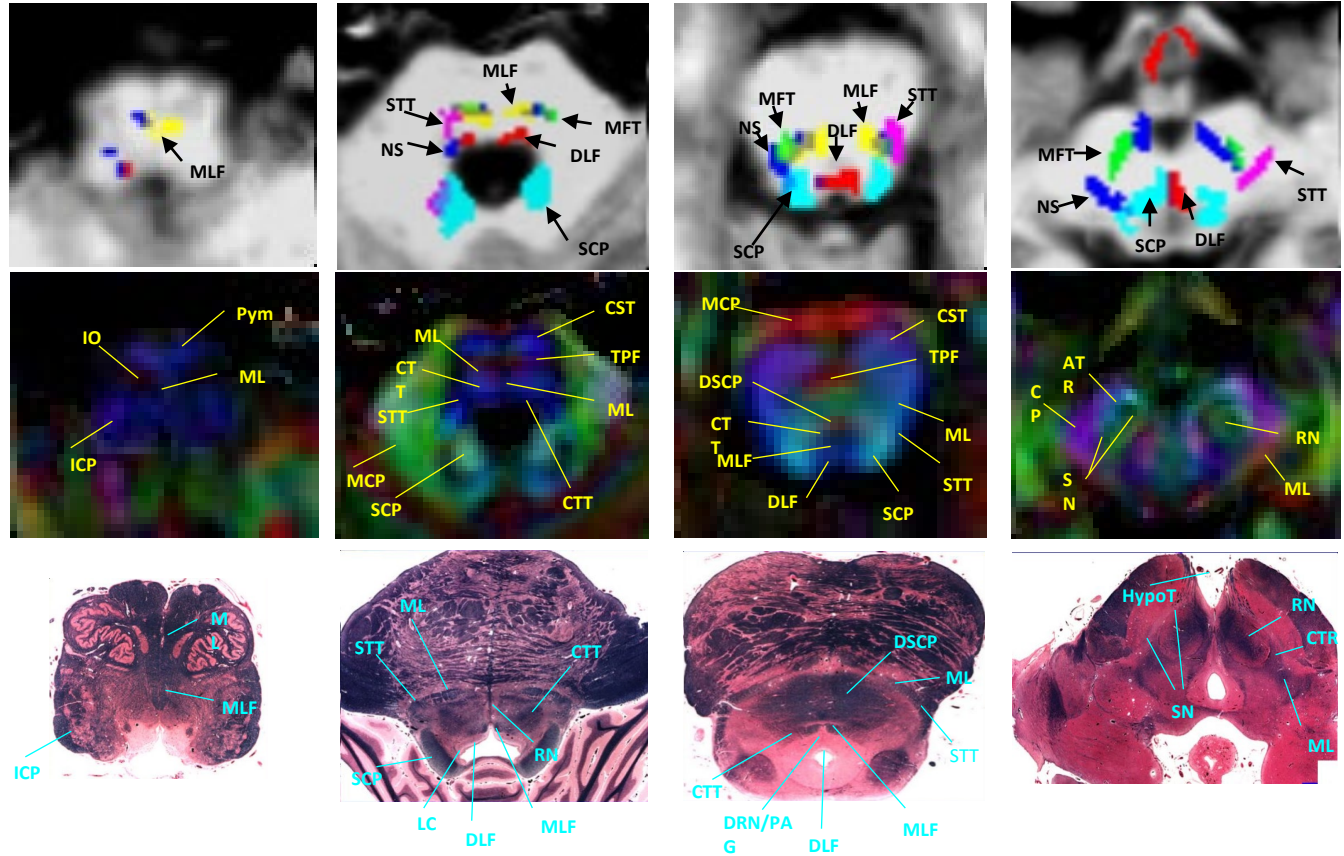 MLF
MLF
STT
MFT
NS
DLF
SCP
MFT
MLF
STT
NS
DLF
SCP
MFT
STT
NS
SCP
DLF
Pym
IO
ML
ICP
CST
ML
TPF
CT
T
ML
STT
MCP
SCP
CTT
MCP
CST
TPF
DSCP
CT
T
ML
MLF
STT
DLF
SCP
AT
R
C
P
RN
S
N
ML
M
L
MLF
ICP
ML
STT
CTT
RN
SCP
LC
MLF
DLF
DSCP
ML
STT
CTT
DRN/PA
G
MLF
DLF
HypoT
RN
CTR
SN
ML